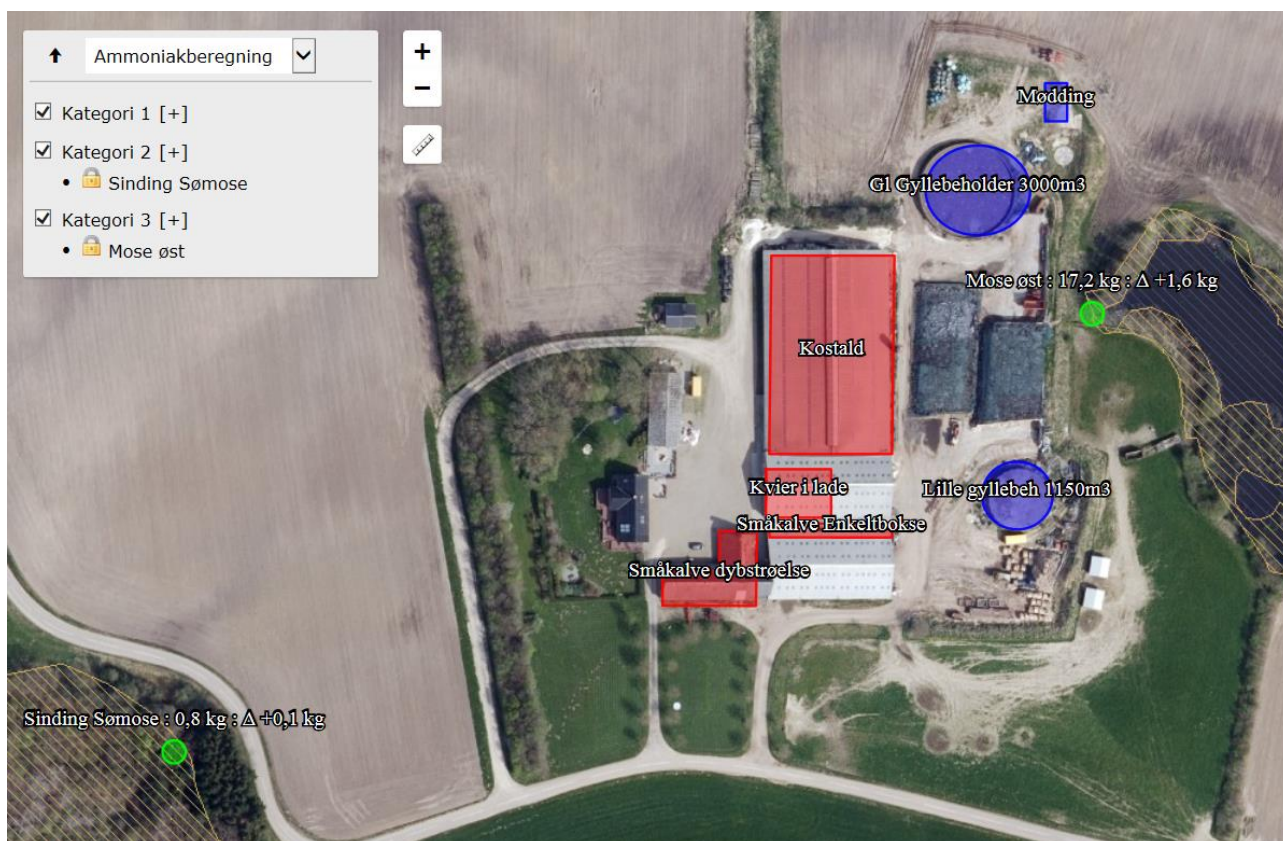 Ammoniakberegning
Kategori 1 [+]
Kategori 2 [+]
Sinding Sømose
Kategori 3 [+]
Mose øst
+
−
Mødding
Gl Gyllebeholder 3000m3
Mose øst : 17,2 kg : Δ +1,6 kg
Kostald
Kvier i lade
Lille gyllebeh 1150m3
Småkalve Enkeltbokse
Småkalve dybstrøelse
Sinding Sømose : 0,8 kg : Δ +0,1 kg